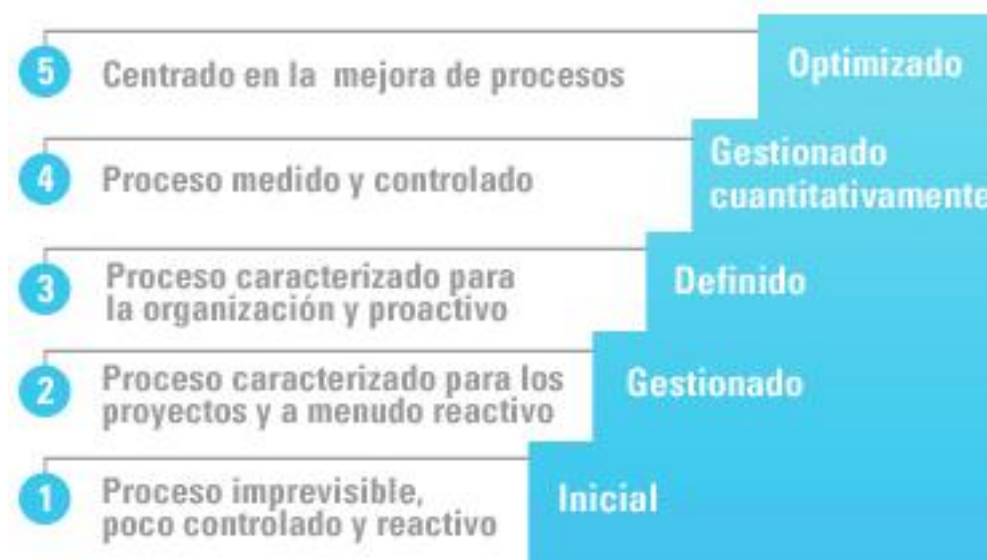 5
Centrado en la mejora de procesos
Optimizado
4
Proceso medido y controlado
Gestionado
cuantitativamente
3
Proceso caracterizado para
la organización y proactivo
Definido
2
Proceso caracterizado para los
proyectos y a menudo reactivo
Gestionado
1
Proceso imprevisible,
poco controlado y reactivo
Inicial